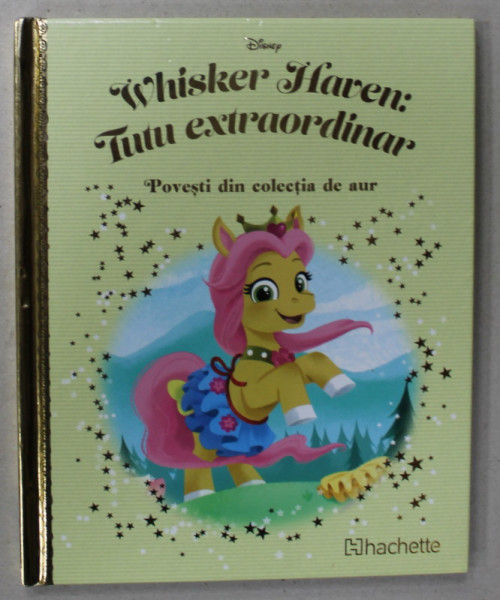 Disney
Whisker Haven:
Tutu extraordinar
Povești din colecția de aur
hachette